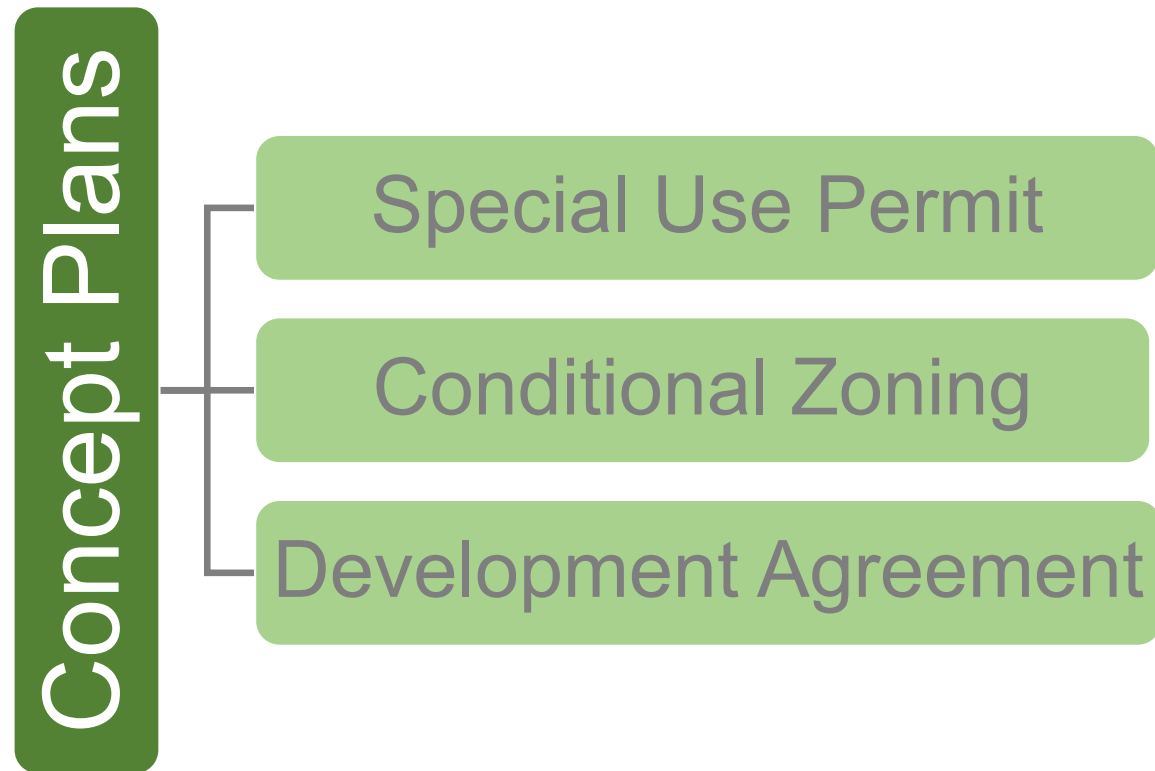 Concept Plans
Special Use Permit
Conditional Zoning
Development Agreement